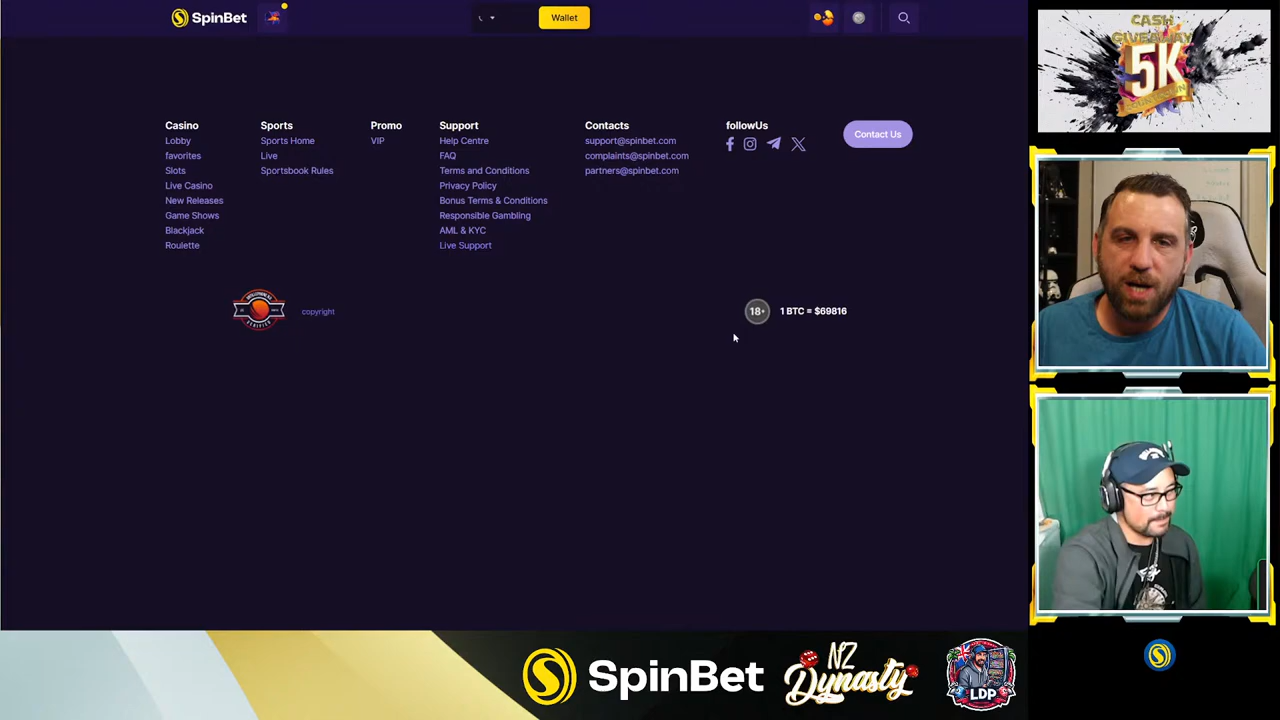 SpinBet
Wallet
Casino
Lobby
favorites
Slots
Live Casino
New Releases
Game Shows
Blackjack
Roulette
Sports
Sports Home
Live
Sportsbook Rules
Promo
VIP
Support
Help Centre
FAQ
Terms and Conditions
Privacy Policy
Bonus Terms & Conditions
Responsible Gambling
AML & KYC
Live Support
Contacts
support@spinbet.com
complaints@spinbet.com
partners@spinbet.com
followUs
Contact Us
copyright
18+
1 BTC = $69816
CASH
GIVEAWAY
5K
SpinBet
NZ
Dynasty
LDP